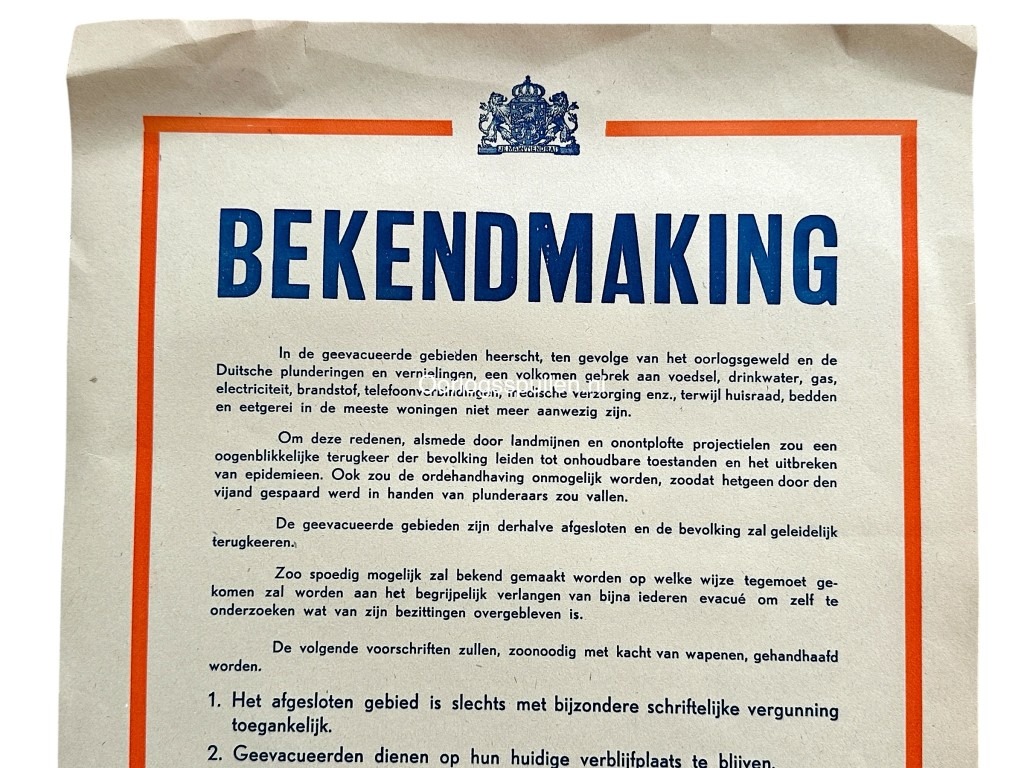 JE MAINTIENDRAI
BEKENDMAKING
In de geevacueerde gebieden heerscht, ten gevolge van het oorlogsgeweld en de
Duitsche plunderingen en vernielingen, een volkomen gebrek aan voedsel, drinkwater, gas,
electriciteit, brandstof, telefoonverbindingen, medische verzorging enz., terwijl huisraad, bedden
en eetgerei in de meeste woningen niet meer aanwezig zijn.
Oorlogsspullen.nl
Om deze redenen, alsmede door landmijnen en onontplofte projectielen zou een
oogenblikkelijke terugkeer der bevolking leiden tot onhoudbare toestanden en het uitbreken
van epidemieen. Ook zou de ordehandhaving onmogelijk worden, zoodat hetgeen door den
vijand gespaard werd in handen van plunderaars zou vallen.
De geevacueerde gebieden zijn derhalve afgesloten en de bevolking zal geleidelijk
terugkeeren.
Zoo spoedig mogelijk zal bekend gemaakt worden op welke wijze tegemoet ge-
komen zal worden aan het begrijpelijk verlangen van bijna iederen evacué om zelf te
onderzoeken wat van zijn bezittingen overgebleven is.
De volgende voorschriften zullen, zoonoodig met kacht van wapenen, gehandhaafd
worden.
1. Het afgesloten gebied is slechts met bijzondere schriftelijke vergunning
toegankelijk.
2. Geevacueerden dienen op hun huidige verblijfplaats te blijven.